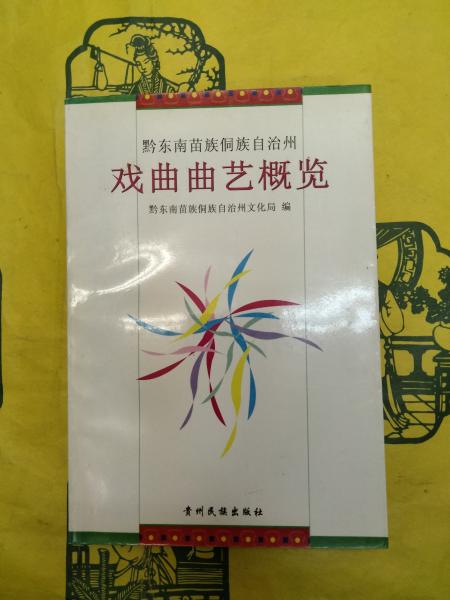 黔东南苗族侗族自治州
戏曲曲艺概览
黔东南苗族侗族自治州文化局 编
贵州民族出版社